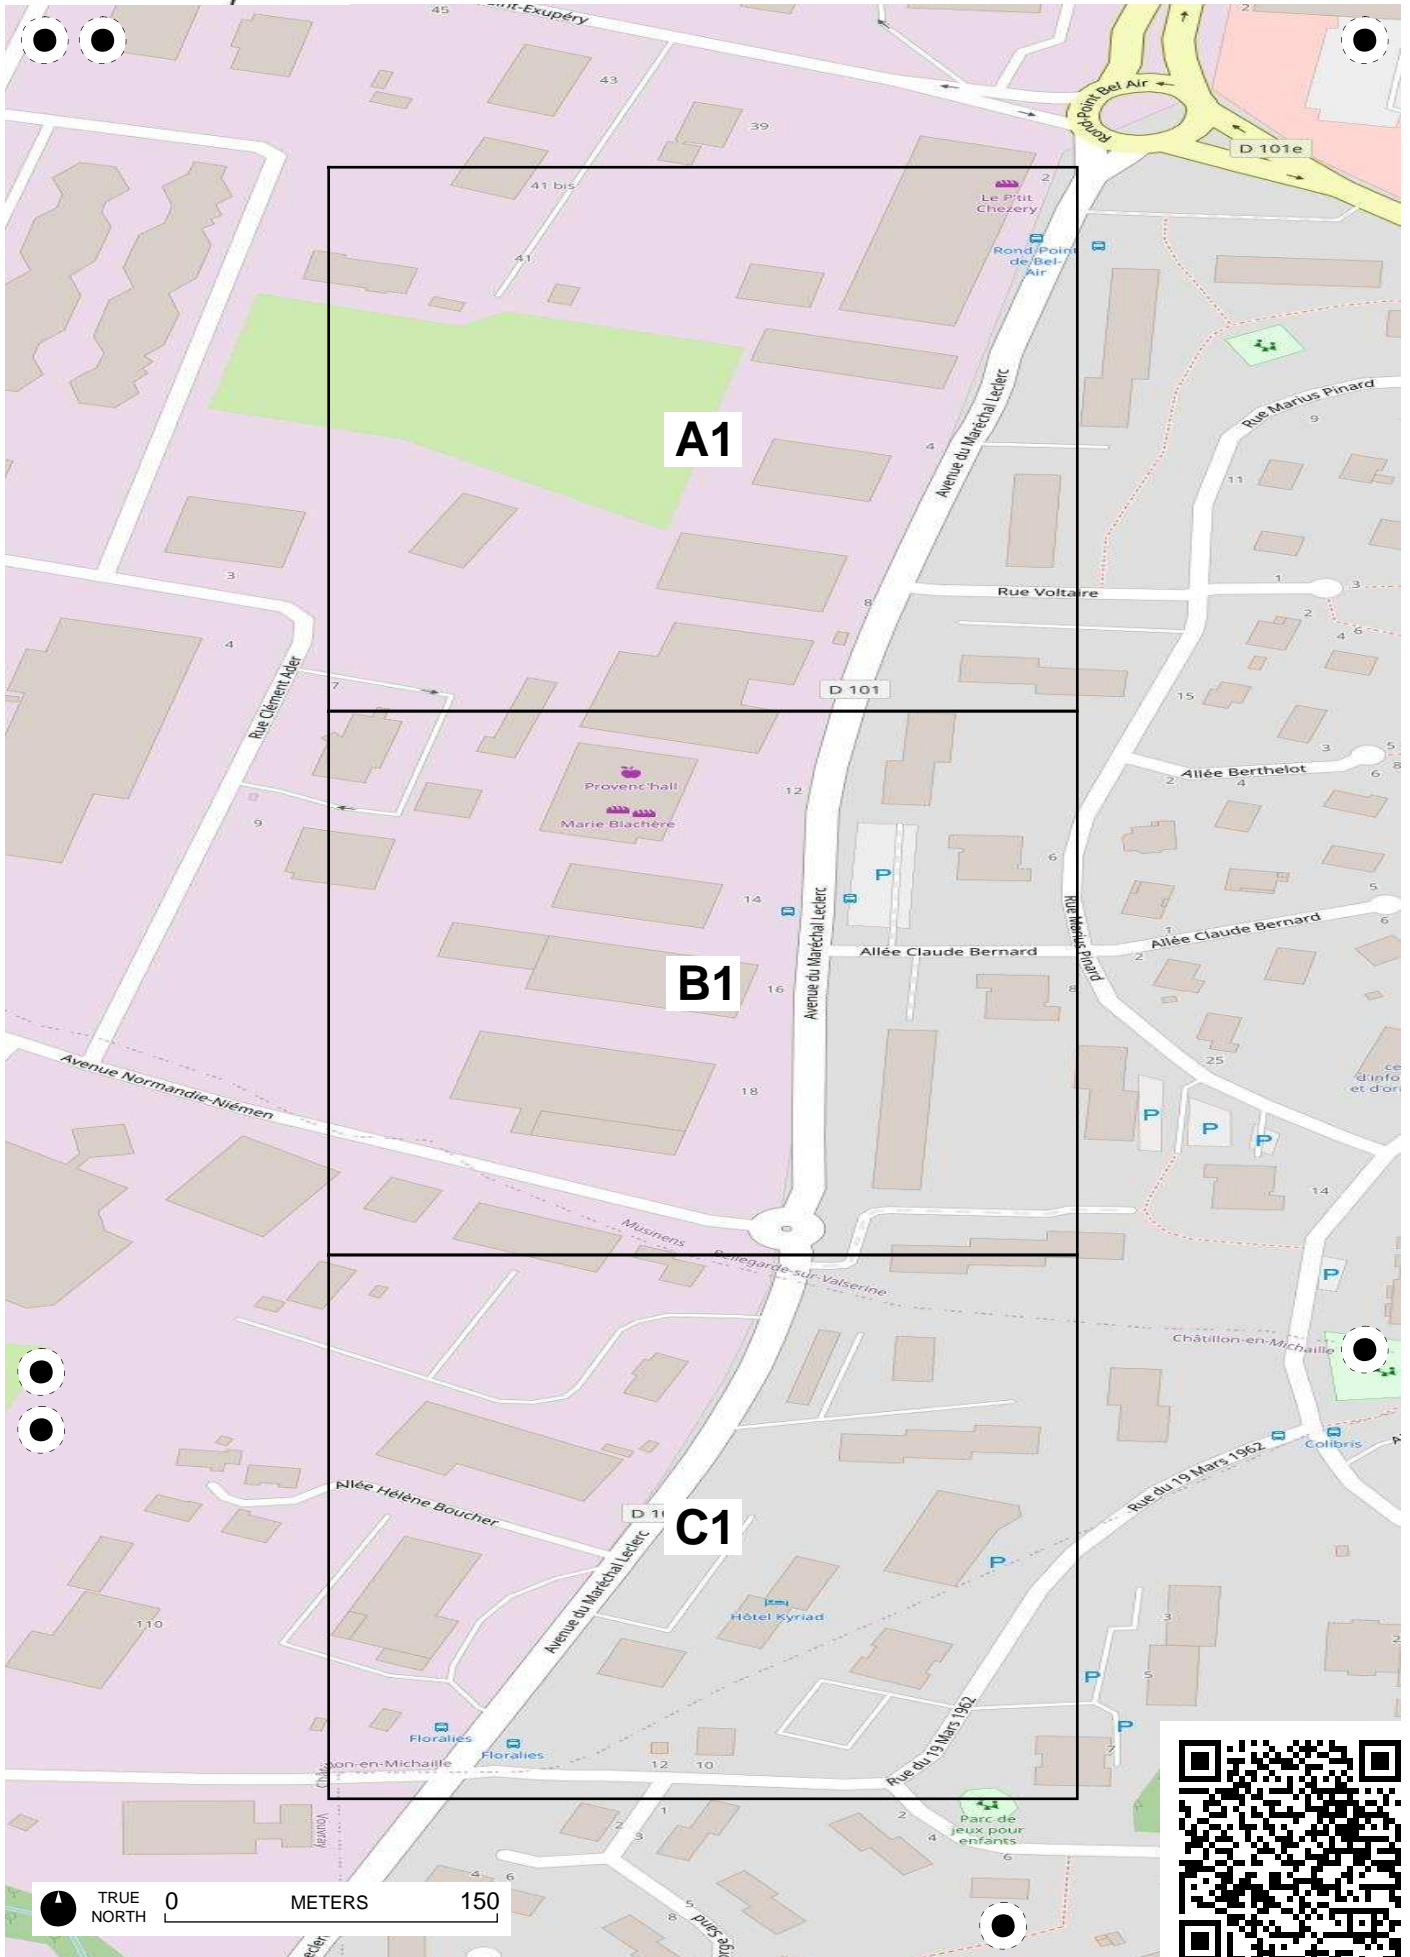 45
43
39
41 bis
41
2
Rond-Point Bel Air
D 101e
2
Le P'tit
Chezery
Rond-Point
de Bel-
Air
A1
4
Avenue du Maréchal Leclerc
Rue Marius Pinard
9
11
3
4
8
Rue Voltaire
1
3
2
4
6
Rue Clément Ader
7
D 101
15
Allée Berthelot
2
4
3
5
6
8
Provenc'hall
Marie Blachère
12
9
14
16
18
B1
Avenue du Maréchal Leclerc
P
6
Rue Marius Pinard
Allée Claude Bernard
1
2
Allée Claude Bernard
5
6
8
25
P
P
P
14
Avenue Normandie-Niémen
Musinens
Bellegarde-sur-Valserine
P
Châtillon-en-Michaille
Colibris
Allée Hélène Boucher
C1
Avenue du Maréchal Leclerc
Rue du 19 Mars 1962
P
Hôtel Kyriad
110
3
5
P
P
7
Floralies
Floralies
Rue du 19 Mars 1962
12
10
Vouvray
1
2
3
4
6
5
8
2
4
6
Parc de
jeux pour
enfants
TRUE
NORTH
0 METERS 150